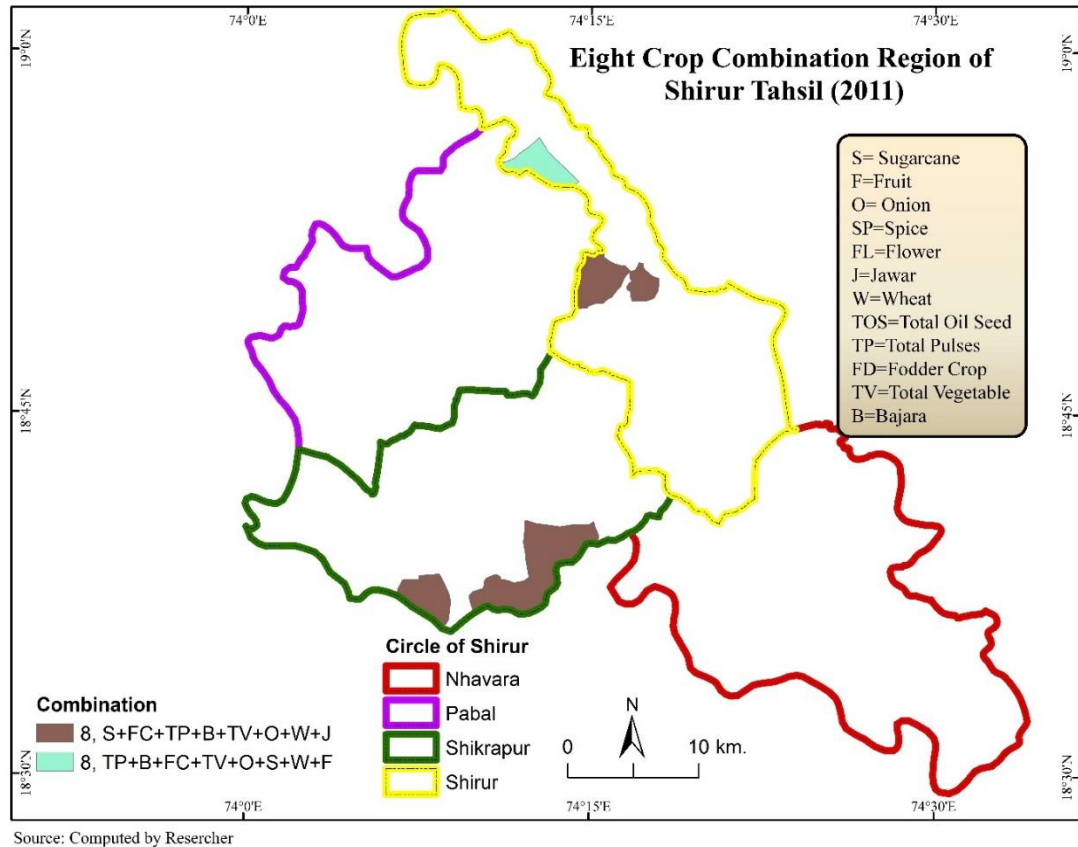 74°0'E 74°15'E 74°30'E
19°0'N 19°0'N
Eight Crop Combination Region of
Shirur Tahsil (2011)
S= Sugarcane
F=Fruit
O= Onion
SP=Spice
FL=Flower
J=Jawar
W=Wheat
TOS=Total Oil Seed
TP=Total Pulses
FD=Fodder Crop
TV=Total Vegetable
B=Bajara
18°45'N 18°45'N
Circle of Shirur
Nhavara
Pabal
Shikrapur
Shirur
Combination
8, S+FC+TP+B+TV+O+W+J
8, TP+B+FC+TV+O+S+W+F
N
0 10 km.
18°30'N 18°30'N
74°0'E 74°15'E 74°30'E
Source: Computed by Resercher